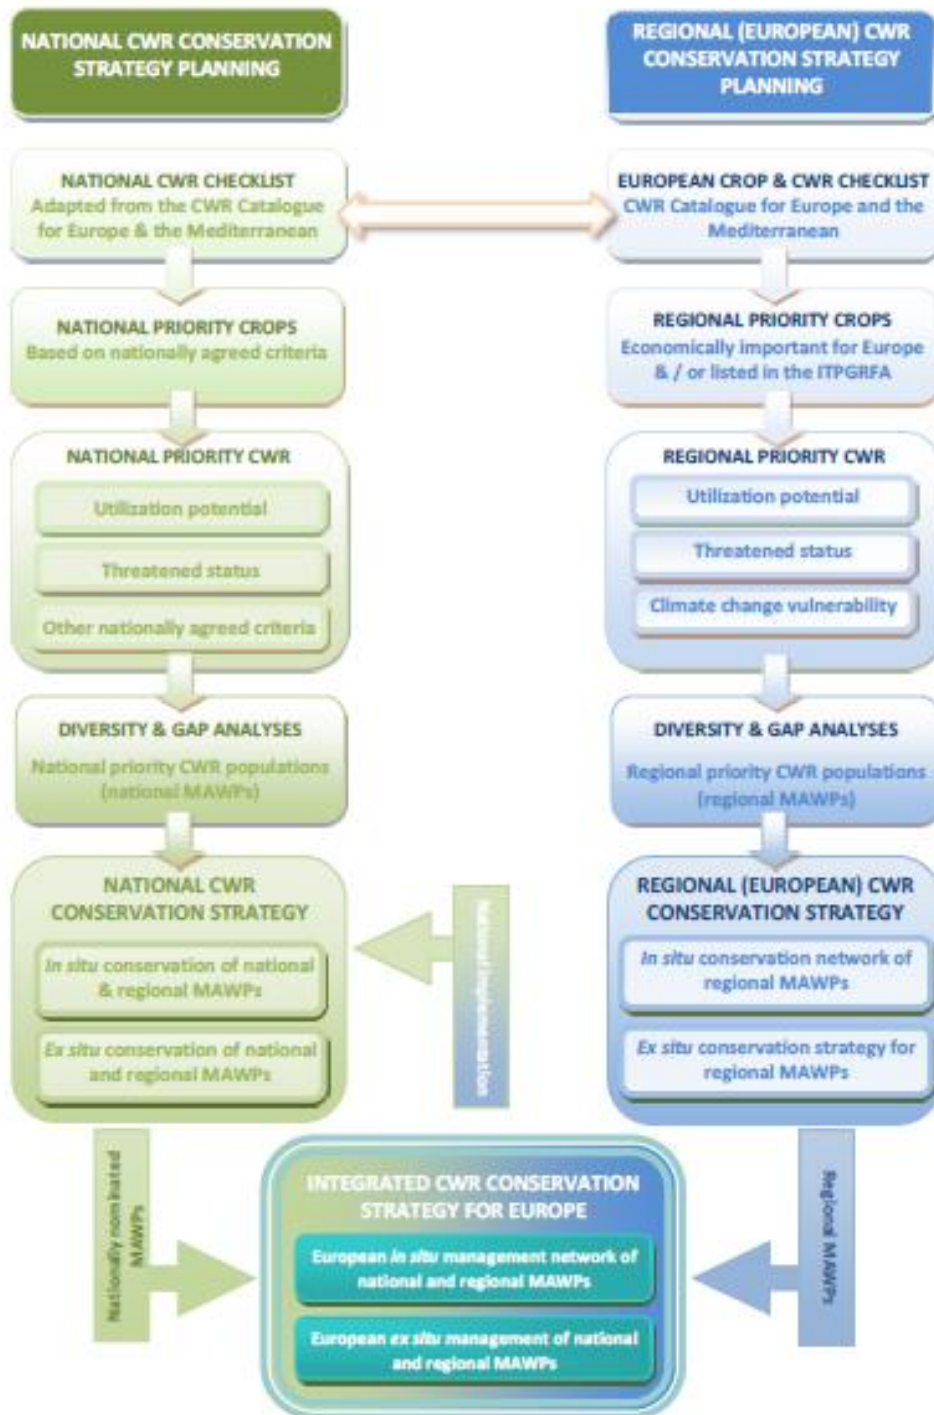 NATIONAL CWR CONSERVATION
STRATEGY PLANNING
NATIONAL CWR CHECKLIST
Adapted from the CWR Catalogue
for Europe & the Mediterranean
NATIONAL PRIORITY CROPS
Based on nationally agreed criteria
NATIONAL PRIORITY CWR
Utilization potential
Threatened status
Other nationally agreed criteria
DIVERSITY & GAP ANALYSES
National priority CWR populations
(national MAWPs)
NATIONAL CWR
CONSERVATION STRATEGY
In situ conservation of national
& regional MAWPs
Ex situ conservation of national
and regional MAWPs
Nationally nominated
MAWPs
National implementation
REGIONAL (EUROPEAN) CWR
CONSERVATION STRATEGY
PLANNING
EUROPEAN CROP & CWR CHECKLIST
CWR Catalogue for Europe and the
Mediterranean
REGIONAL PRIORITY CROPS
Economically important for Europe
& / or listed in the ITPGRFA
REGIONAL PRIORITY CWR
Utilization potential
Threatened status
Climate change vulnerability
DIVERSITY & GAP ANALYSES
Regional priority CWR populations
(regional MAWPs)
REGIONAL (EUROPEAN) CWR
CONSERVATION STRATEGY
In situ conservation network of
regional MAWPs
Ex situ conservation strategy for
regional MAWPs
Regional MAWPs
INTEGRATED CWR CONSERVATION
STRATEGY FOR EUROPE
European in situ management network of
national and regional MAWPs
European ex situ management of national
and regional MAWPs